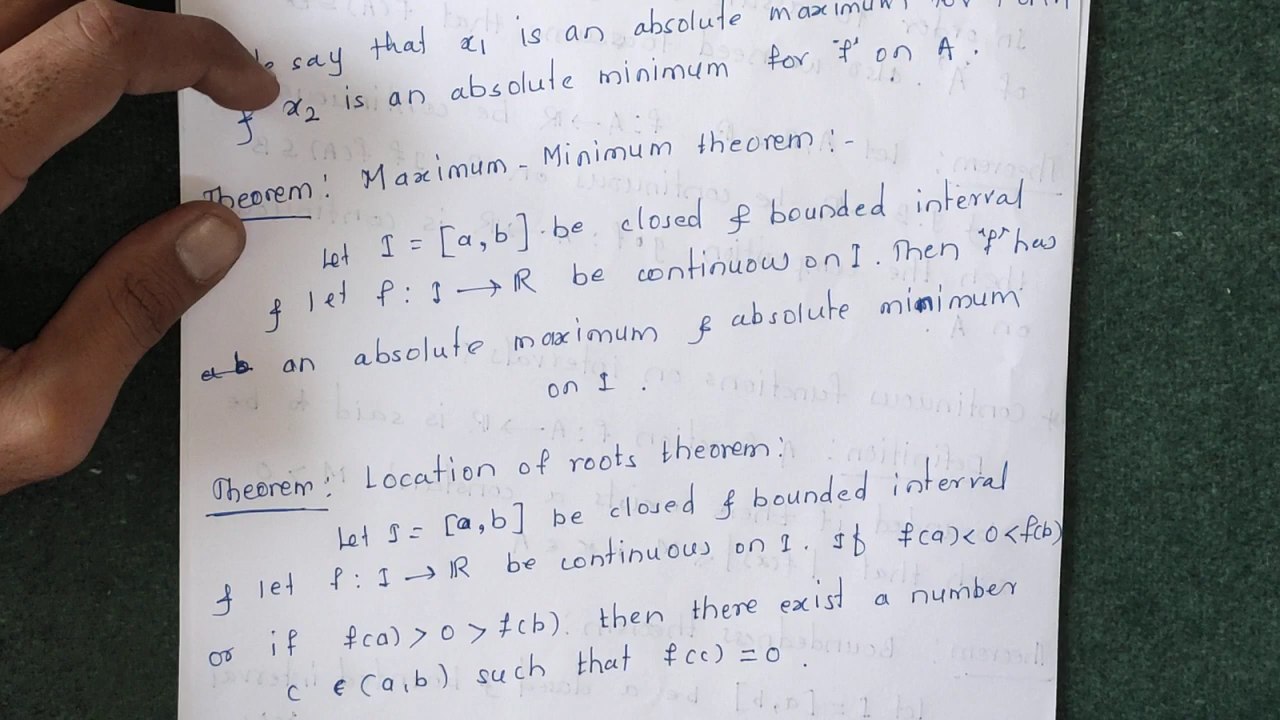 say that x₁ is an absolute maximum
& x₂ is an absolute minimum for 'f' on A.
Theorem: Maximum - Minimum theorem :-
Let I = [a, b] be closed & bounded interval
& let f : I → ℝ be continuous on I. Then "f" has
an absolute maximum & absolute minimum
on I .
Theorem: Location of roots theorem:
Let I = [a, b] be closed & bounded interval
& let f : I → ℝ be continuous on I. If f(a) < 0 < f(b)
or if f(a) > 0 > f(b). then there exist a number
c ∈ (a, b) such that f(c) = 0 .